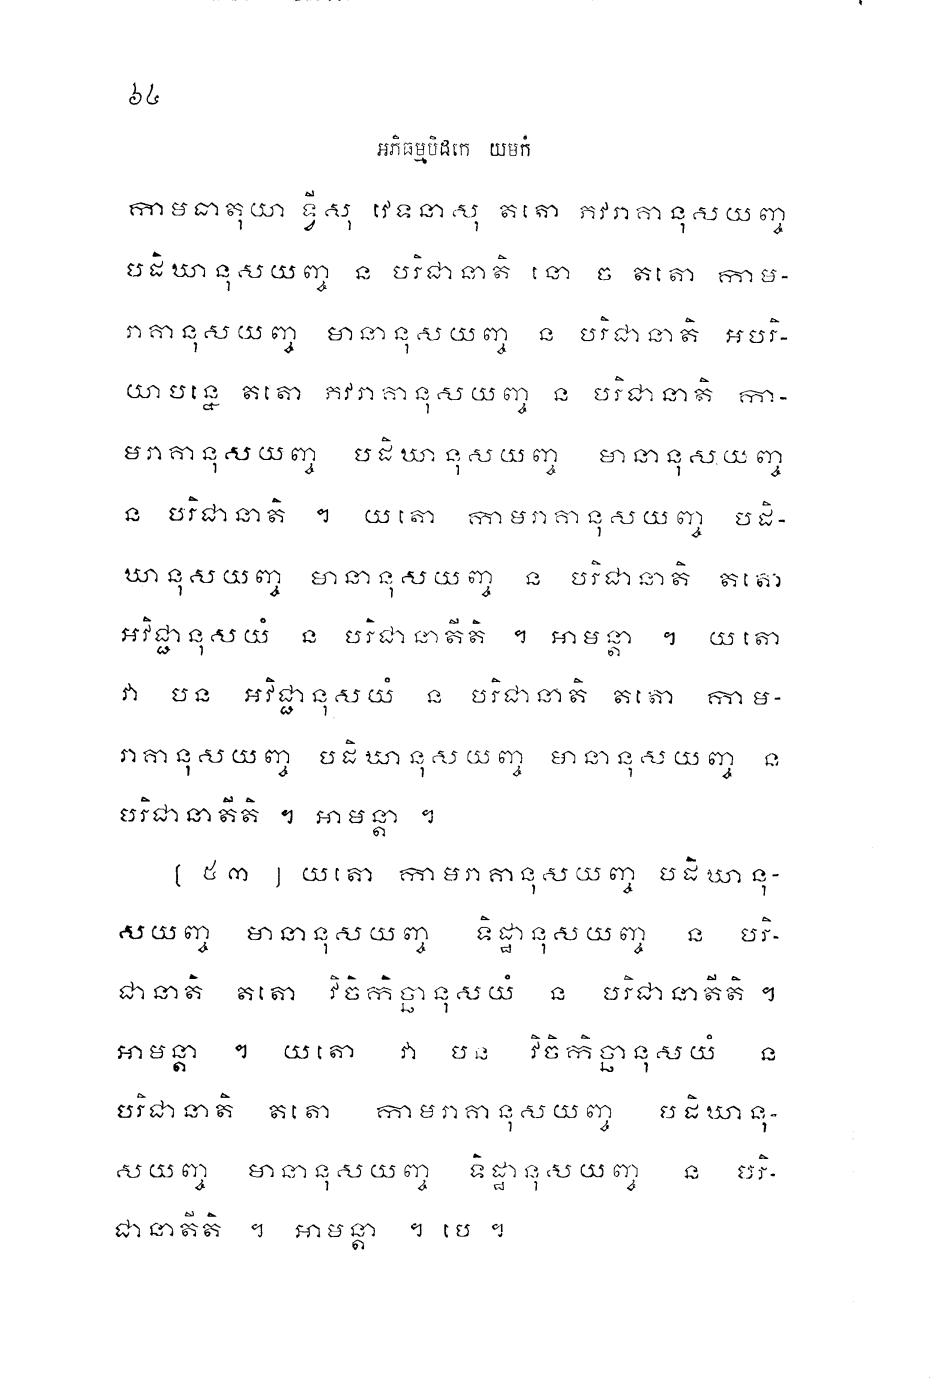 ៦៤
អភិធម្មបិដកេ យមកំ
កាមធាតុយា ទ្វីសុ វេទនាសុ តតោ ភវរាគានុសយញ្ច
បដិឃានុសយញ្ច ន បរិជានាតិ នោ ច តតោ កាម-
រាគានុសយញ្ច មានានុសយញ្ច ន បរិជានាតិ អបរិ-
យាបន្នេ តតោ ភវរាគានុសយញ្ច ន បរិជានាតិ កា-
មរាគានុសយញ្ច បដិឃានុសយញ្ច មានានុសយញ្ច
ន បរិជានាតិ ។ យតោ កាមរាគានុសយញ្ច បដិ-
ឃានុសយញ្ច មានានុសយញ្ច ន បរិជានាតិ តតោ
អវិជ្ជានុសយំ ន បរិជានាតីតិ ។ អាមន្តា ។ យតោ
វា បន អវិជ្ជានុសយំ ន បរិជានាតិ តតោ កាម-
រាគានុសយញ្ច បដិឃានុសយញ្ច មានានុសយញ្ច ន
បរិជានាតីតិ ។ អាមន្តា ។
[ ៥៣ ] យតោ កាមរាគានុសយញ្ច បដិឃានុ-
សយញ្ច មានានុសយញ្ច ទិដ្ឋានុសយញ្ច ន បរិ-
ជានាតិ តតោ វិចិកិច្ឆានុសយំ ន បរិជានាតីតិ ។
អាមន្តា ។ យតោ វា បន វិចិកិច្ឆានុសយំ ន
បរិជានាតិ តតោ កាមរាគានុសយញ្ច បដិឃានុ-
សយញ្ច មានានុសយញ្ច ទិដ្ឋានុសយញ្ច ន បរិ-
ជានាតីតិ ។ អាមន្តា ។ បេ ។